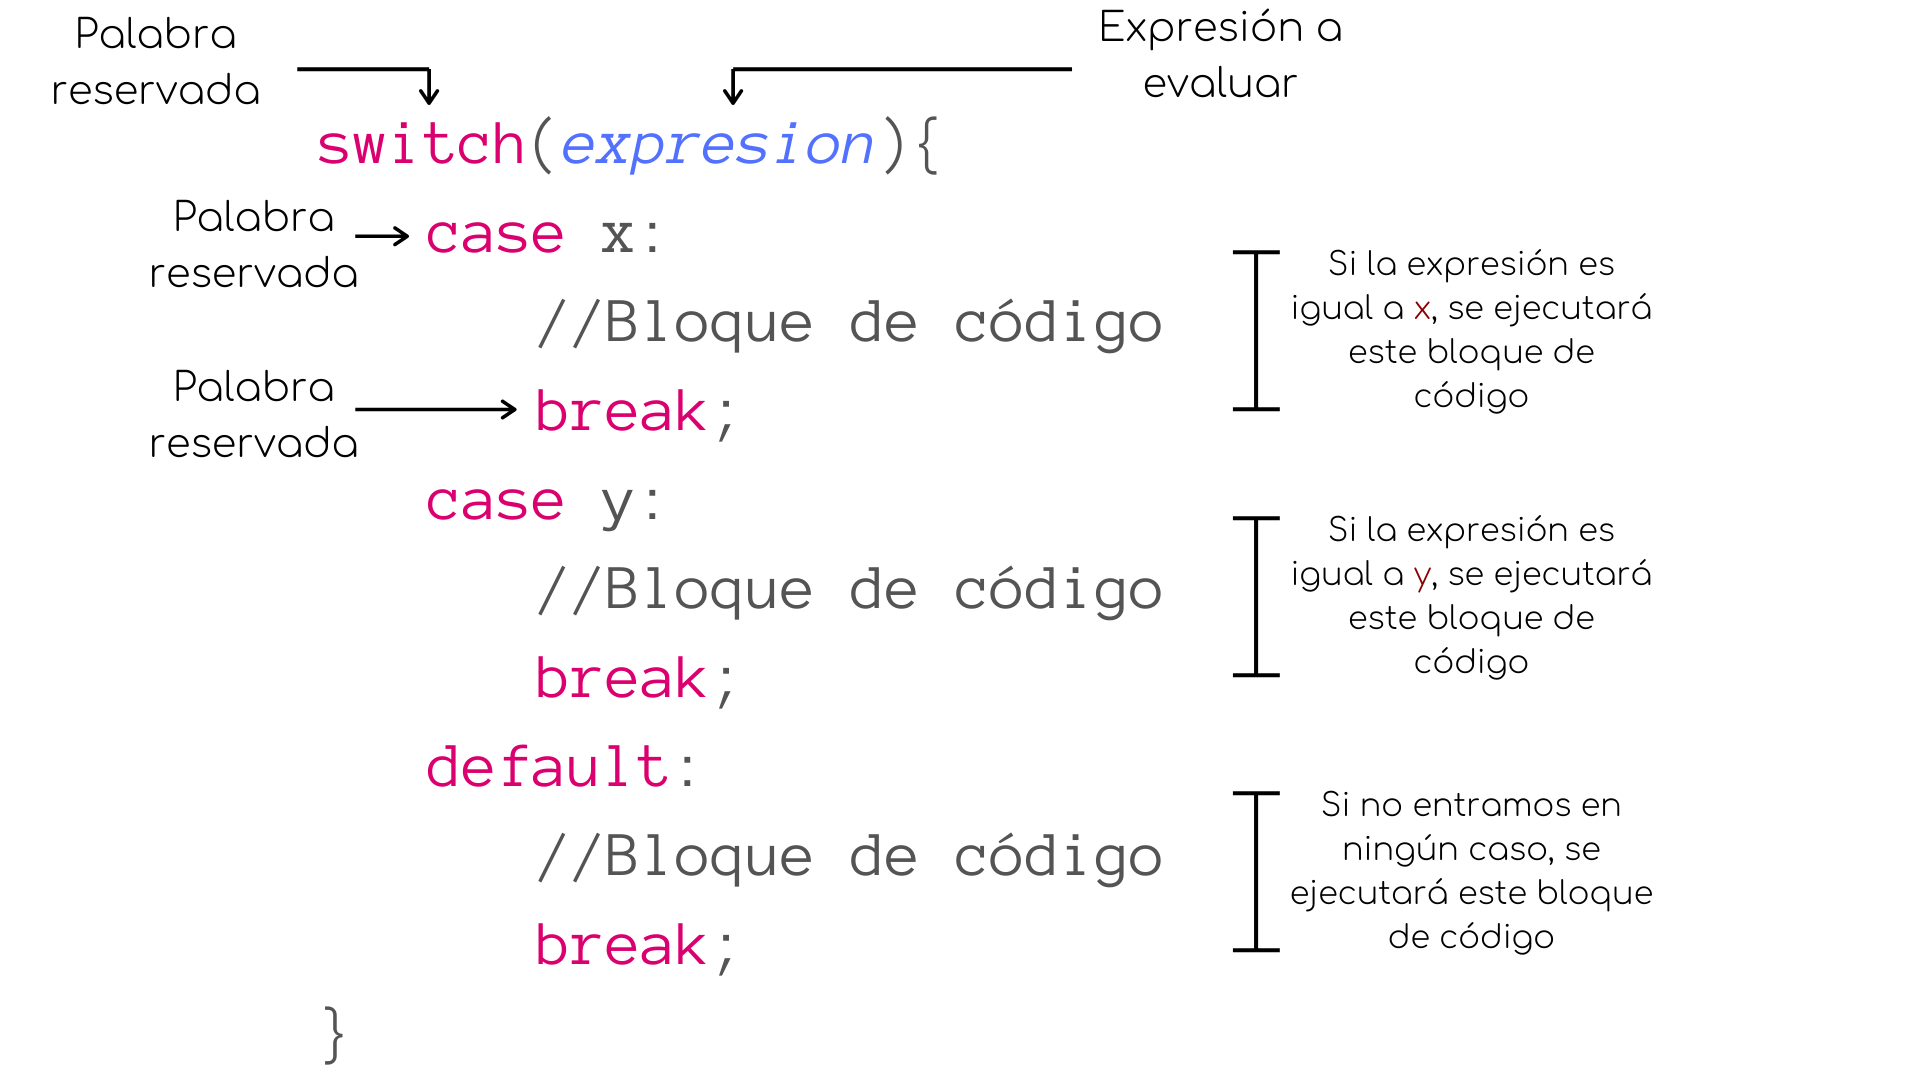 Palabra
reservada
Expresión a
evaluar
switch(expresion){
Palabra
reservada
case x:
//Bloque de código
Si la expresión es
igual a x, se ejecutará
este bloque de
código
Palabra
reservada
break;
case y:
//Bloque de código
break;
Si la expresión es
igual a y, se ejecutará
este bloque de
código
default:
//Bloque de código
break;
Si no entramos en
ningún caso, se
ejecutará este bloque
de código
}